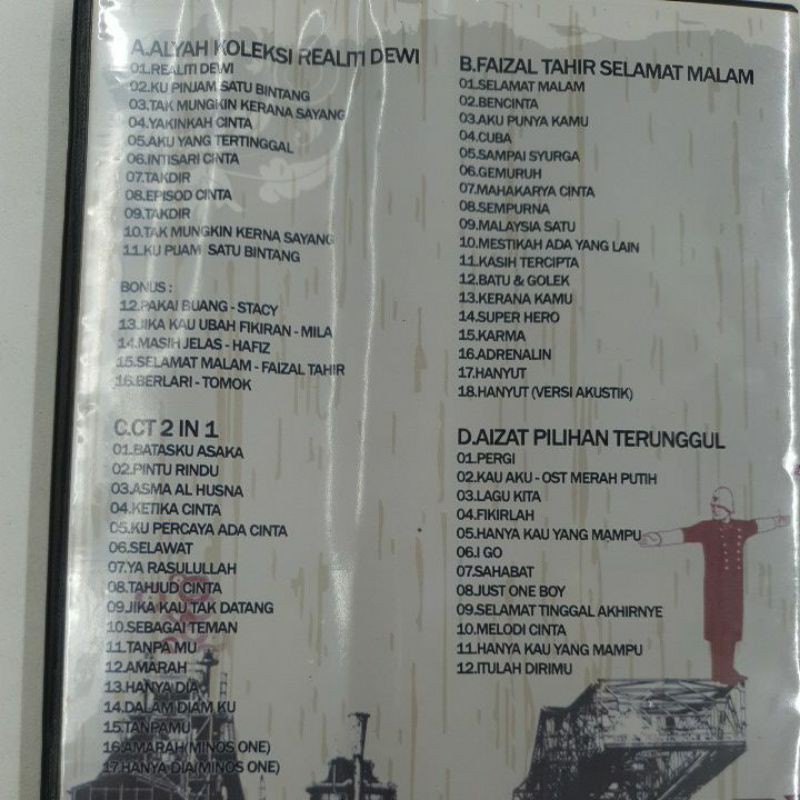 A.ALYAH KOLEKSI REALITI DEWI
01.REALITI DEWI
02.KU PINJAM SATU BINTANG
03.TAK MUNGKIN KERANA SAYANG
04.YAKINKAH CINTA
05.AKU YANG TERTINGGAL
06.INTISARI CINTA
07.TAKDIR
08.EPISOD CINTA
09.TAKDIR
10.TAK MUNGKIN KERNA SAYANG
11.KU PIJAM SATU BINTANG
BONUS :
12.PAKAI BUANG - STACY
13.JIKA KAU UBAH FIKIRAN - MILA
14.MASIH JELAS - HAFIZ
15.SELAMAT MALAM - FAIZAL TAHIR
16.BERLARI - TOMOK
B.FAIZAL TAHIR SELAMAT MALAM
01.SELAMAT MALAM
02.BENCINTA
03.AKU PUNYA KAMU
04.CUBA
05.SAMPAI SYURGA
06.GEMURUH
07.MAHAKARYA CINTA
08.SEMPURNA
09.MALAYSIA SATU
10.MESTIKAH ADA YANG LAIN
11.KASIH TERCIPTA
12.BATU & GOLEK
13.KERANA KAMU
14.SUPER HERO
15.KARMA
16.ADRENALIN
17.HANYUT
18.HANYUT (VERSI AKUSTIK)
C.CT 2 IN 1
01.BATASKU ASAKA
02.PINTU RINDU
03.ASMA AL HUSNA
04.KETIKA CINTA
05.KU PERCAYA ADA CINTA
06.SELAWAT
07.YA RASULULLAH
08.TAHJUD CINTA
09.JIKA KAU TAK DATANG
10.SEBAGAI TEMAN
11.TANPA MU
12.AMARAH
13.HANYA DIA
14.DALAM DIAM KU
15.TANPAMU
16.AMARAH(MINOS ONE)
17.HANYA DIA(MINOS ONE)
D.AIZAT PILIHAN TERUNGGUL
01.PERGI
02.KAU AKU - OST MERAH PUTIH
03.LAGU KITA
04.FIKIRLAH
05.HANYA KAU YANG MAMPU
06.I GO
07.SAHABAT
08.JUST ONE BOY
09.SELAMAT TINGGAL AKHIRNYE
10.MELODI CINTA
11.HANYA KAU YANG MAMPU
12.ITULAH DIRIMU